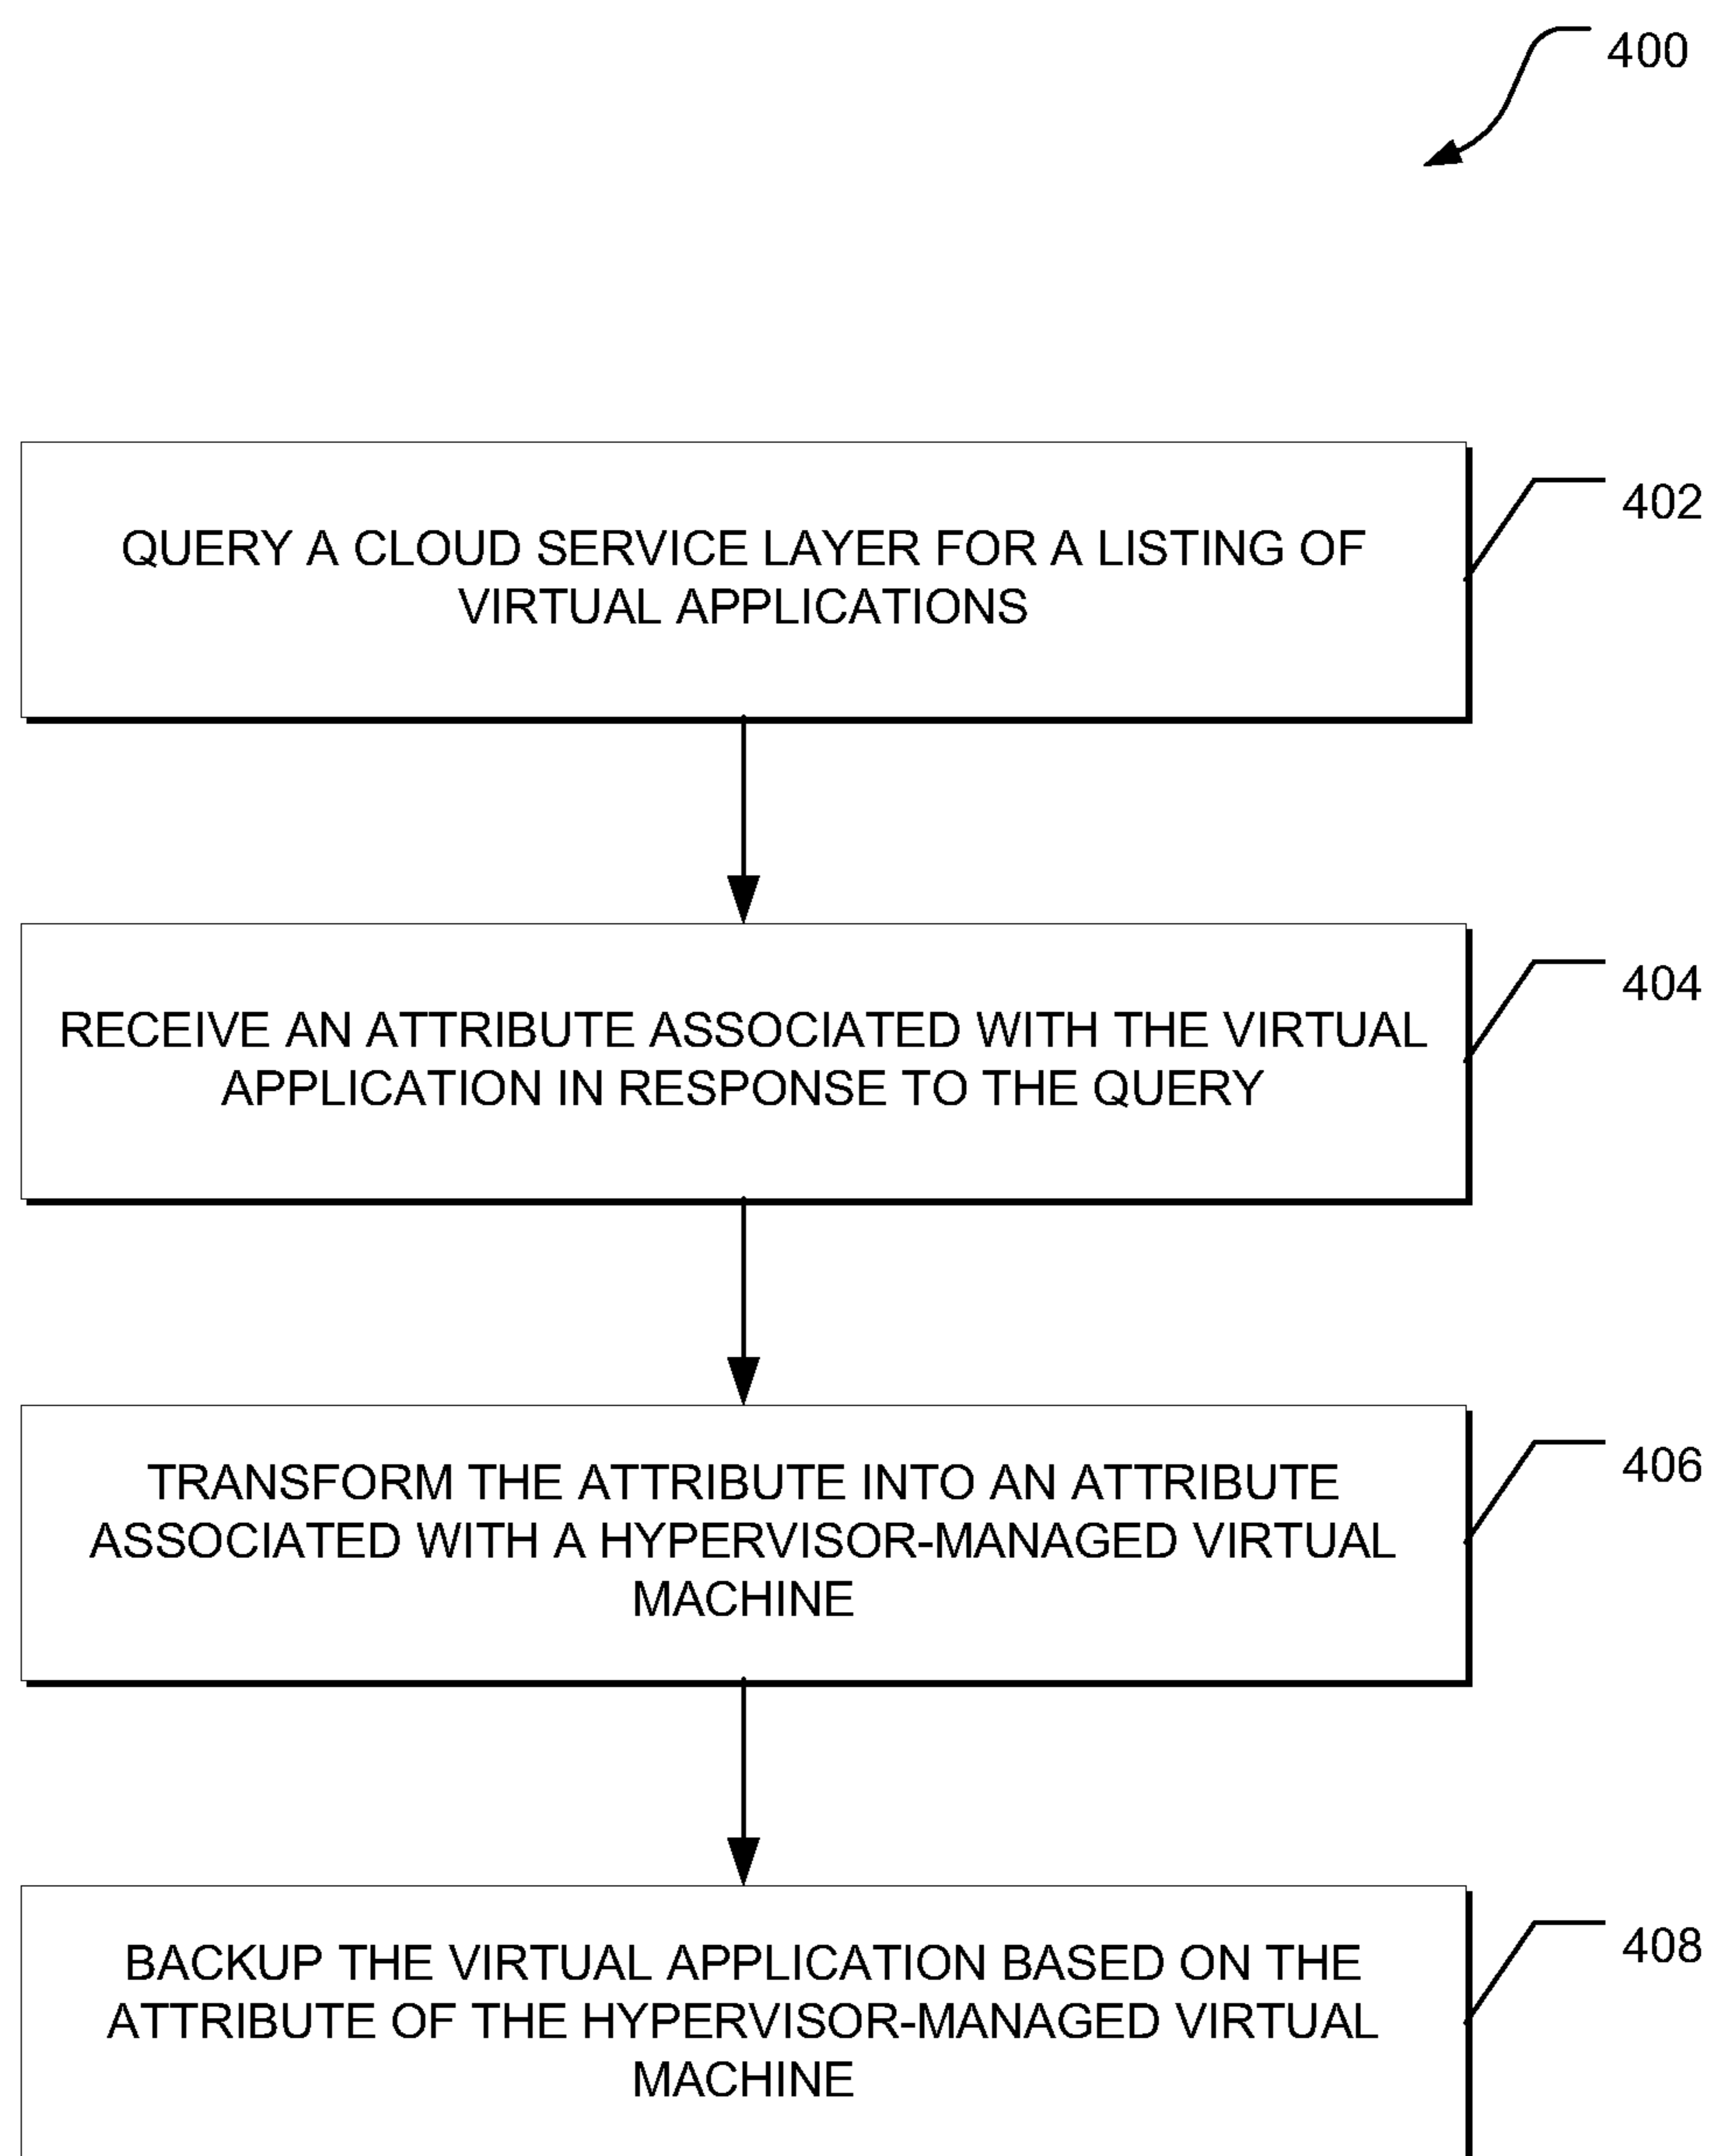 400
QUERY A CLOUD SERVICE LAYER FOR A LISTING OF
VIRTUAL APPLICATIONS
402
RECEIVE AN ATTRIBUTE ASSOCIATED WITH THE VIRTUAL
APPLICATION IN RESPONSE TO THE QUERY
404
TRANSFORM THE ATTRIBUTE INTO AN ATTRIBUTE
ASSOCIATED WITH A HYPERVISOR-MANAGED VIRTUAL
MACHINE
406
BACKUP THE VIRTUAL APPLICATION BASED ON THE
ATTRIBUTE OF THE HYPERVISOR-MANAGED VIRTUAL
MACHINE
408